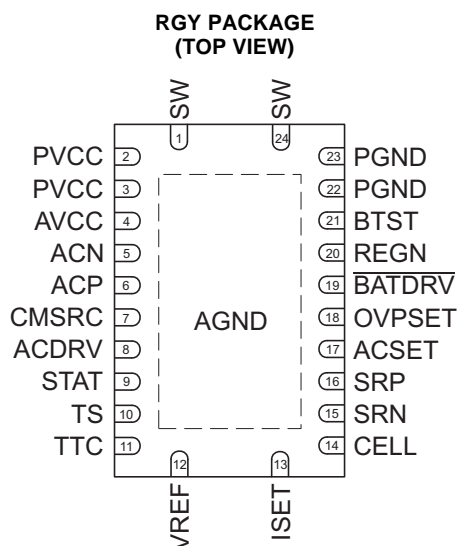 RGY PACKAGE
(TOP VIEW)
SW
SW
1
24
PVCC 2
23 PGND
PVCC 3
22 PGND
AVCC 4
21 BTST
ACN 5
20 REGN
ACP 6
19 BATDRV
CMSRC 7
18 OVPSET
ACDRV 8
17 ACSET
STAT 9
16 SRP
TS 10
15 SRN
TTC 11
14 CELL
AGND
12
13
VREF
ISET